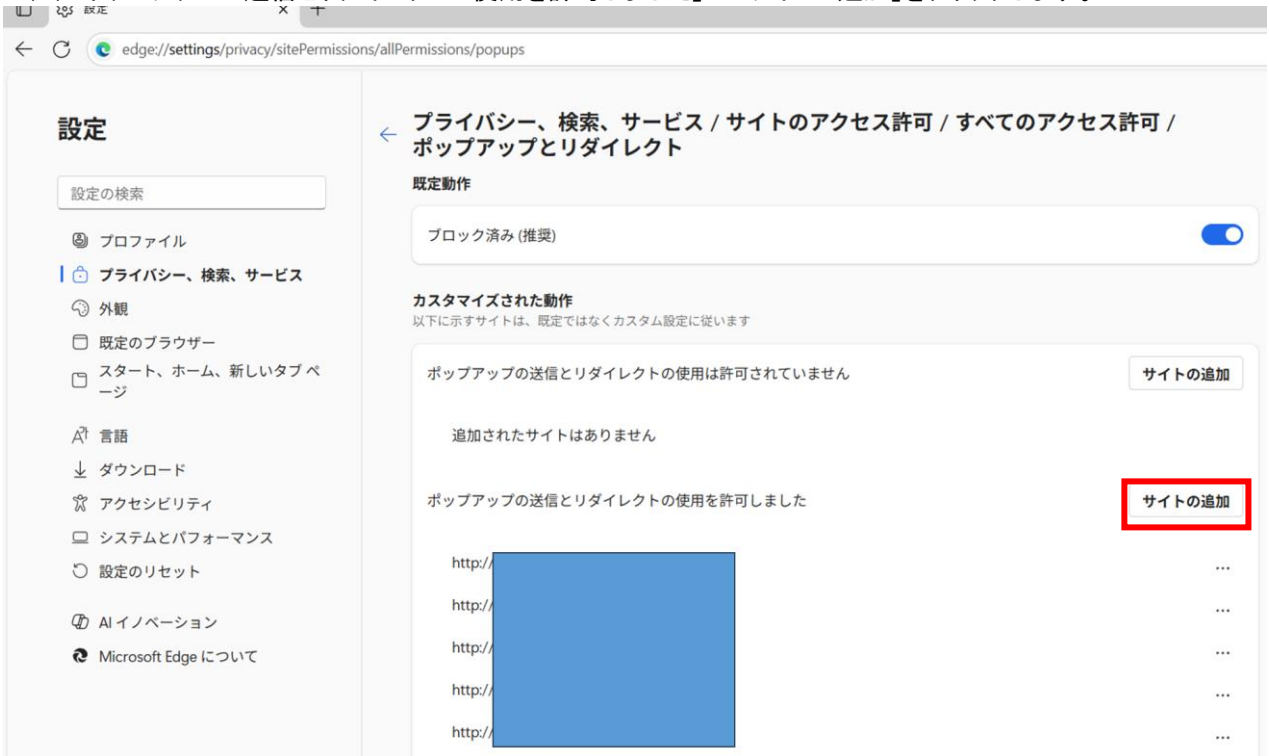 設定
edge://settings/privacy/sitePermissions/allPermissions/popups
設定
設定の検索
プロファイル
プライバシー、検索、サービス
外観
既定のブラウザー
スタート、ホーム、新しいタブ ペ
ージ
言語
ダウンロード
アクセシビリティ
システムとパフォーマンス
設定のリセット
AI イノベーション
Microsoft Edge について
プライバシー、検索、サービス / サイトのアクセス許可 / すべてのアクセス許可 /
ポップアップとリダイレクト
既定動作
ブロック済み (推奨)
カスタマイズされた動作
以下に示すサイトは、既定ではなくカスタム設定に従います
ポップアップの送信とリダイレクトの使用は許可されていません
サイトの追加
追加されたサイトはありません
ポップアップの送信とリダイレクトの使用を許可しました
サイトの追加
http://
http://
http://
http://
http://